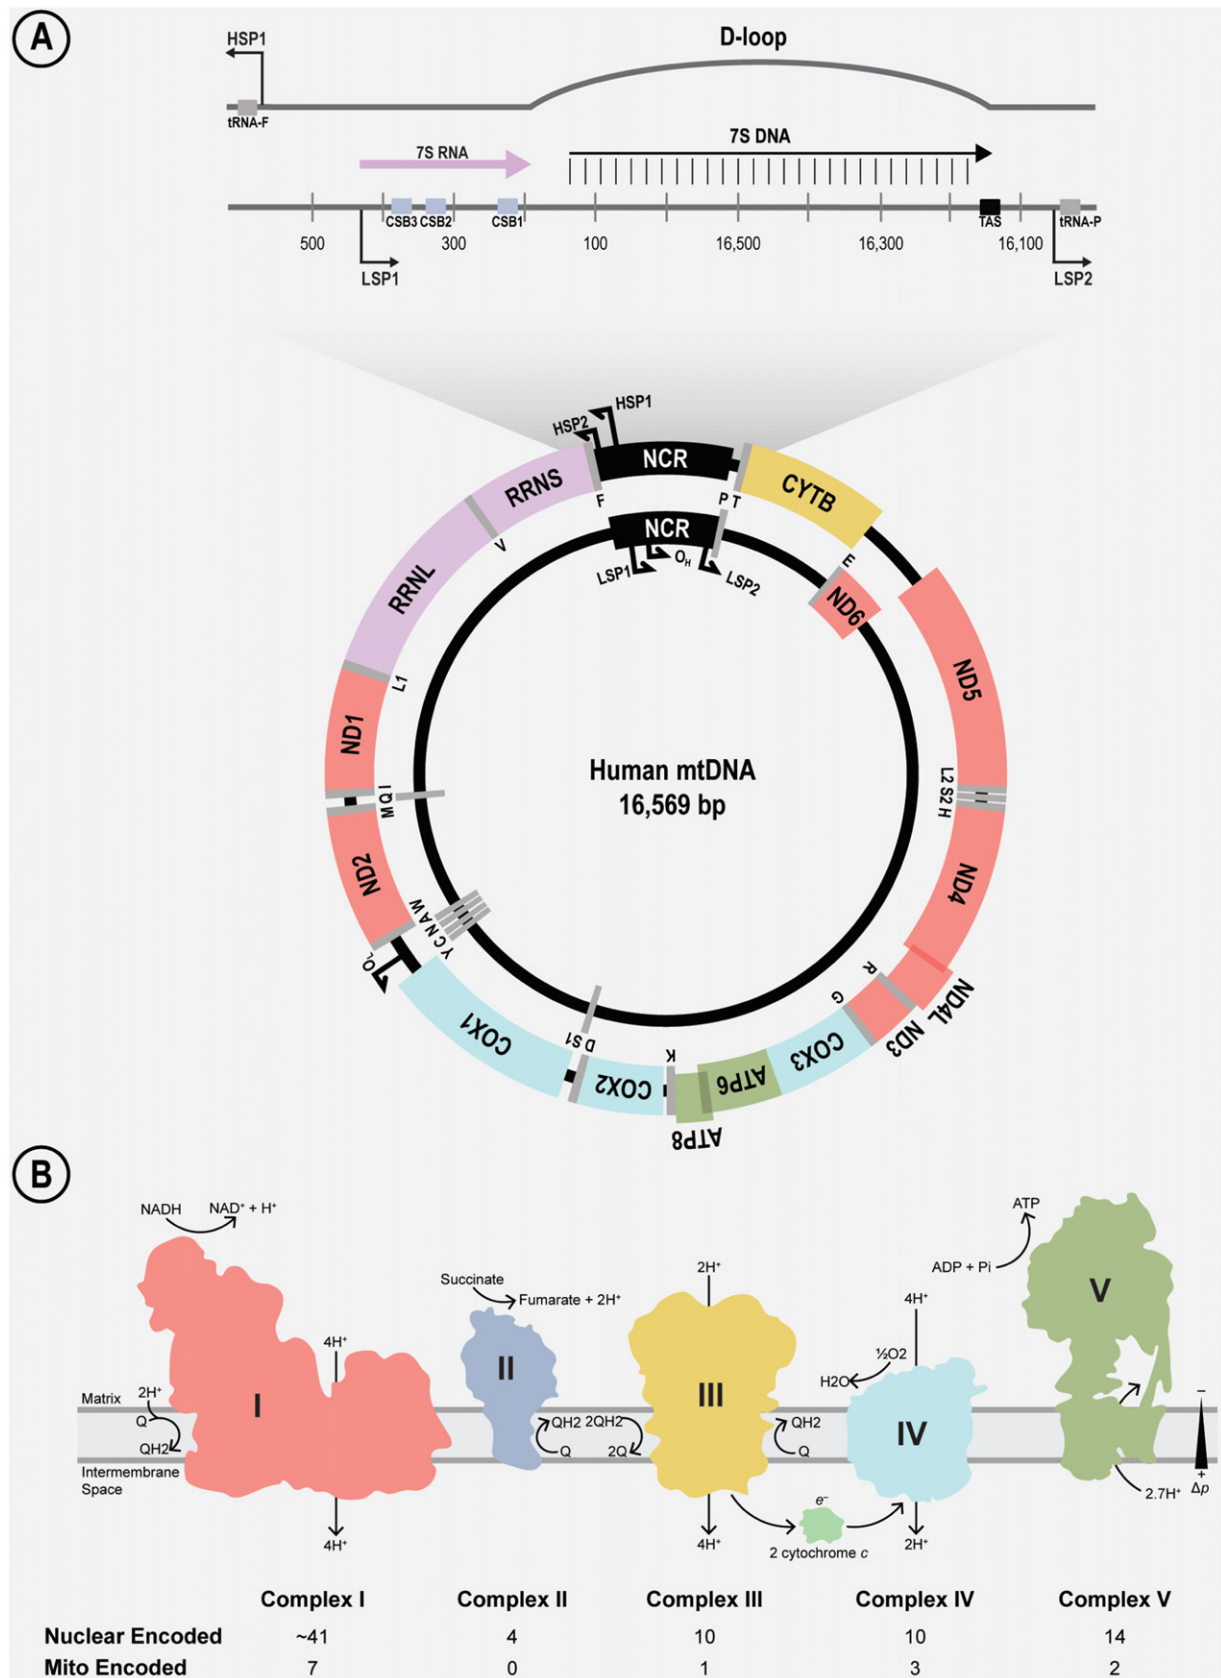 A
HSP1
D-loop
tRNA-F
7S RNA
7S DNA
CSB3 CSB2 CSB1 TAS tRNA-P
500 300 100 16,500 16,300 16,100
LSP1 LSP2
HSP1
HSP2
NCR
RRNS
CYTB
F P T
NCR
V
E
LSP1
OH
LSP2
RRNL
ND6
ND5
L1
ND1
Human mtDNA
16,569 bp
M Q I
L2 S2 H
ND2
ND4
Y C N A W
OL
R
G
ND4L
ND3
COX1
D S1
K
COX3
COX2
ATP6
ATP8
B
NADH NAD⁺ + H⁺
ATP
ADP + Pi
V
2H⁺
Succinate
Fumarate + 2H⁺
4H⁺
4H⁺
½O2
H2O
II
Matrix
2H⁺
I
III
IV
Q
QH2
QH2
Q
2QH2
2Q
QH2
Q
Intermembrane
Space
−
+
Δp
2.7H⁺
e⁻
4H⁺
4H⁺
2 cytochrome c
2H⁺
Complex I Complex II Complex III Complex IV Complex V
Nuclear Encoded ~41 4 10 10 14
Mito Encoded 7 0 1 3 2